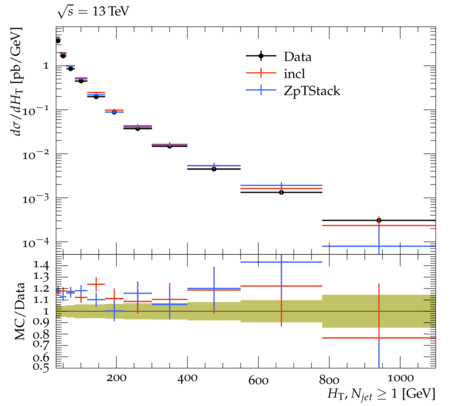 √s = 13 TeV
dσ/dH_T [pb/GeV]
Data
incl
ZpTStack
1
10⁻¹
10⁻²
10⁻³
10⁻⁴
MC/Data
1.4
1.3
1.2
1.1
1
0.9
0.8
0.7
0.6
0.5
200 400 600 800 1000
H_T, N_jet ≥ 1 [GeV]